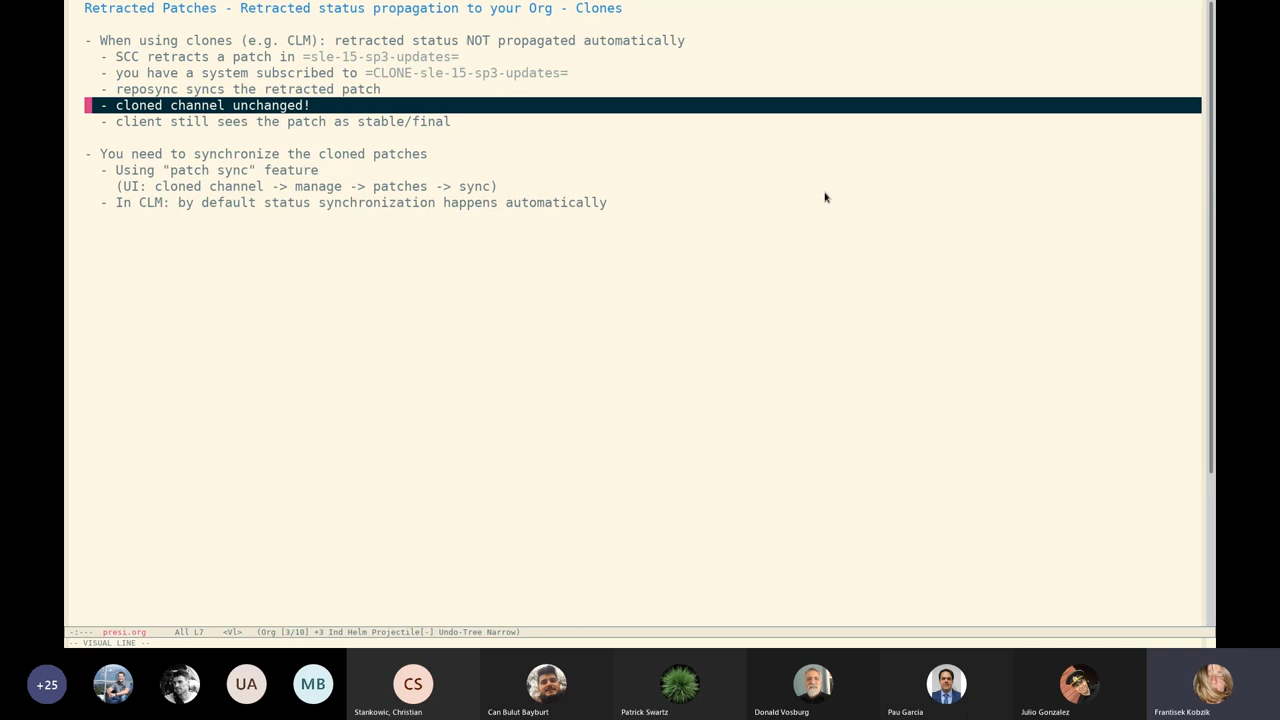 Retracted Patches - Retracted status propagation to your Org - Clones
- When using clones (e.g. CLM): retracted status NOT propagated automatically
- SCC retracts a patch in =sle-15-sp3-updates=
- you have a system subscribed to =CLONE-sle-15-sp3-updates=
- reposync syncs the retracted patch
- cloned channel unchanged!
- client still sees the patch as stable/final
- You need to synchronize the cloned patches
- Using "patch sync" feature
(UI: cloned channel -> manage -> patches -> sync)
- In CLM: by default status synchronization happens automatically
-:--- presi.org All L7 <Vl> (Org [3/10] +3 Ind Helm Projectile[-] Undo-Tree Narrow)
-- VISUAL LINE --
+25 UA MB CS
Stankowic, Christian Can Bulut Bayburt Patrick Swartz Donald Vosburg Pau Garcia Julio Gonzalez Frantisek Kobzik